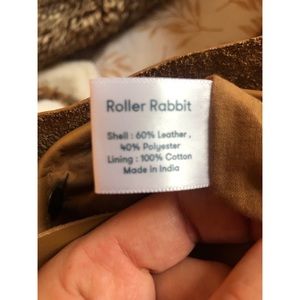 Roller Rabbit
Shell : 60% Leather ,
40% Polyester
Lining : 100% Cotton
Made in India